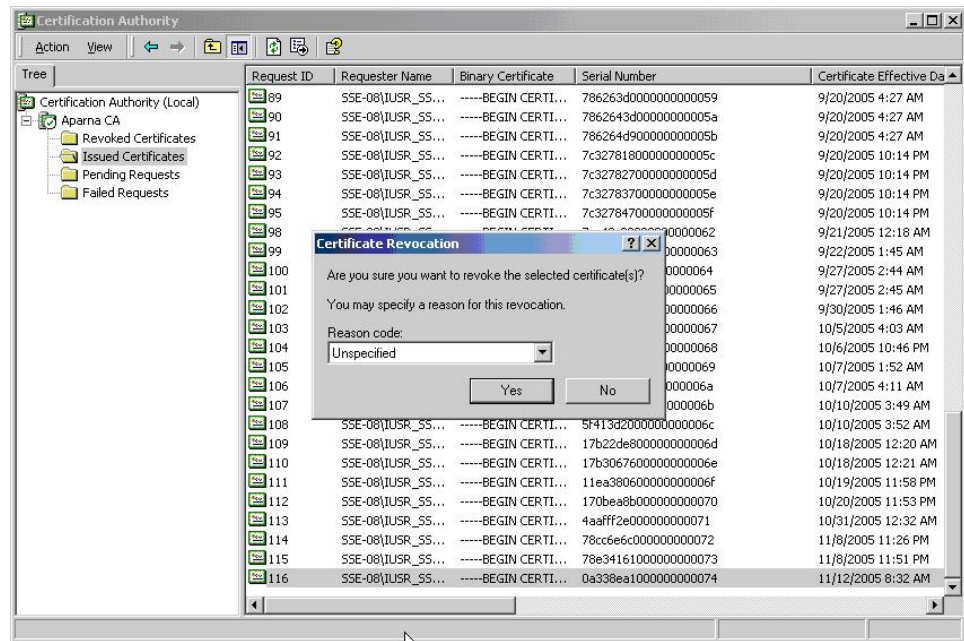 Certification Authority
Action View
Tree
Request ID Requester Name Binary Certificate Serial Number Certificate Effective Da
Certification Authority (Local)
Aparna CA
Revoked Certificates
Issued Certificates
Pending Requests
Failed Requests
89 SSE-08\IUSR_SS... -----BEGIN CERTI... 786263d0000000000059 9/20/2005 4:27 AM
90 SSE-08\IUSR_SS... -----BEGIN CERTI... 7862643d00000000005a 9/20/2005 4:27 AM
91 SSE-08\IUSR_SS... -----BEGIN CERTI... 786264d900000000005b 9/20/2005 4:27 AM
92 SSE-08\IUSR_SS... -----BEGIN CERTI... 7c32781800000000005c 9/20/2005 10:14 PM
93 SSE-08\IUSR_SS... -----BEGIN CERTI... 7c32782700000000005d 9/20/2005 10:14 PM
94 SSE-08\IUSR_SS... -----BEGIN CERTI... 7c32783700000000005e 9/20/2005 10:14 PM
95 SSE-08\IUSR_SS... -----BEGIN CERTI... 7c32784700000000005f 9/20/2005 10:14 PM
98 9/21/2005 12:18 AM
99 9/22/2005 1:45 AM
100 9/27/2005 2:44 AM
101 9/27/2005 2:45 AM
102 9/30/2005 1:46 AM
103 10/5/2005 4:03 AM
104 10/6/2005 10:46 PM
105 10/7/2005 1:52 AM
106 10/7/2005 4:11 AM
107 10/10/2005 3:49 AM
108 SSE-08\IUSR_SS... -----BEGIN CERTI... 5f413d2000000000006c 10/10/2005 3:52 AM
109 SSE-08\IUSR_SS... -----BEGIN CERTI... 17b22de800000000006d 10/18/2005 12:20 AM
110 SSE-08\IUSR_SS... -----BEGIN CERTI... 17b3067600000000006e 10/18/2005 12:21 AM
111 SSE-08\IUSR_SS... -----BEGIN CERTI... 11ea380600000000006f 10/19/2005 11:58 PM
112 SSE-08\IUSR_SS... -----BEGIN CERTI... 170bea8b000000000070 10/20/2005 11:53 PM
113 SSE-08\IUSR_SS... -----BEGIN CERTI... 4aafff2e000000000071 10/31/2005 12:32 AM
114 SSE-08\IUSR_SS... -----BEGIN CERTI... 78cc6e6c000000000072 11/8/2005 11:26 PM
115 SSE-08\IUSR_SS... -----BEGIN CERTI... 78e34161000000000073 11/8/2005 11:51 PM
116 SSE-08\IUSR_SS... -----BEGIN CERTI... 0a338ea1000000000074 11/12/2005 8:32 AM
Certificate Revocation
Are you sure you want to revoke the selected certificate(s)?
You may specify a reason for this revocation.
Reason code:
Unspecified
Yes No